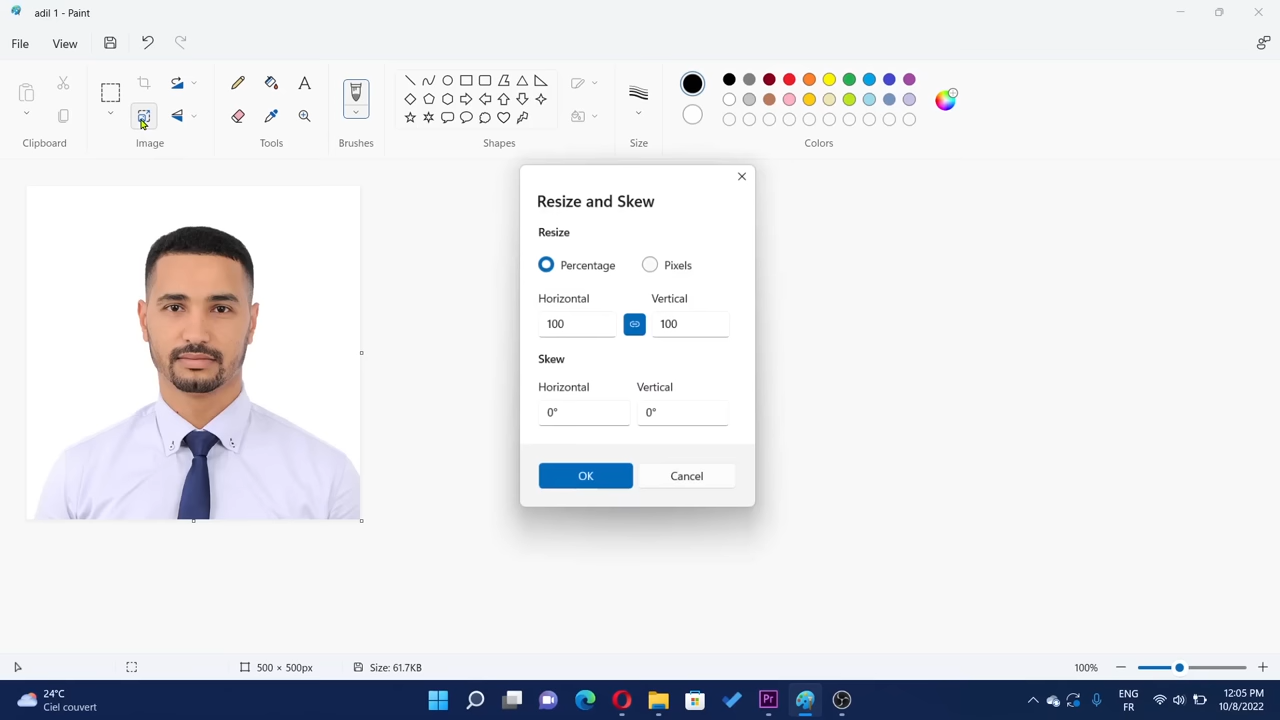 adil 1 - Paint
File View
Clipboard
Image
Tools
Brushes
Shapes
Size
Colors
Resize and Skew
Resize
Percentage Pixels
Horizontal Vertical
100 100
Skew
Horizontal Vertical
0° 0°
OK Cancel
500 × 500px Size: 61.7KB 100%
24°C
Ciel couvert
Pr
ENG
FR
12:05 PM
10/8/2022